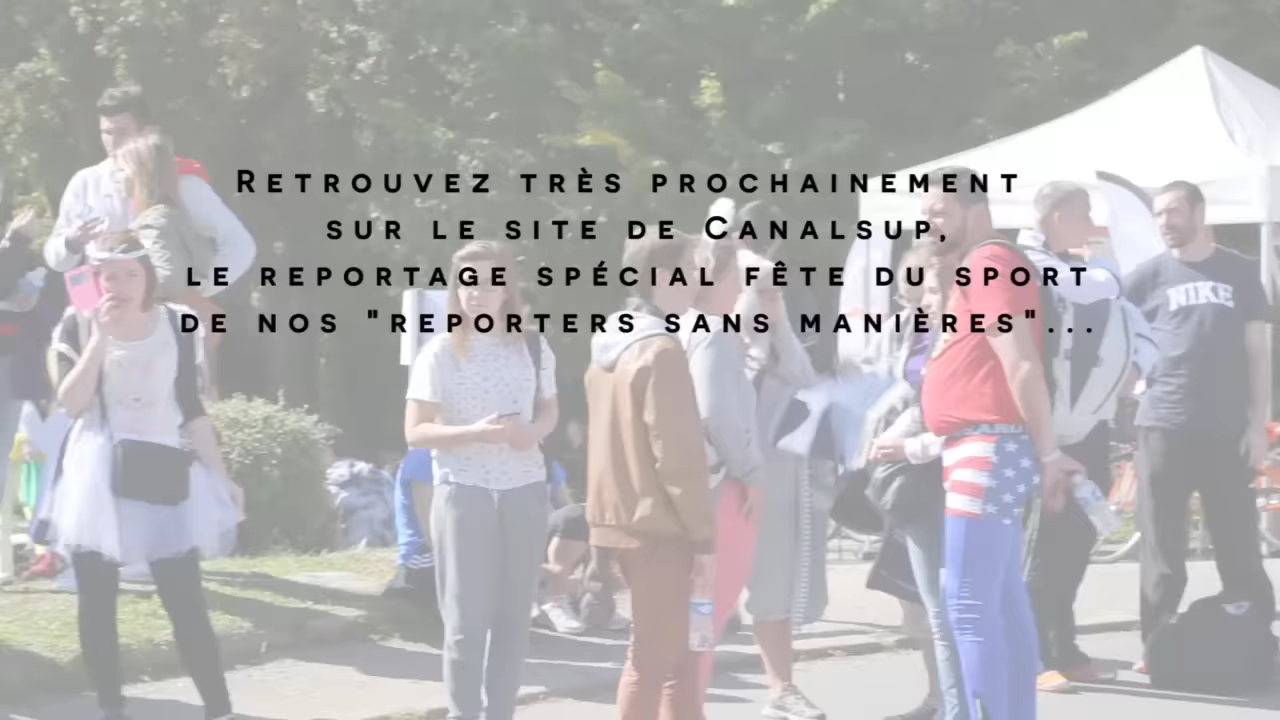 Retrouvez très prochainement
sur le site de Canalsup,
le reportage spécial fête du sport
de nos "reporters sans manières"...
NIKE